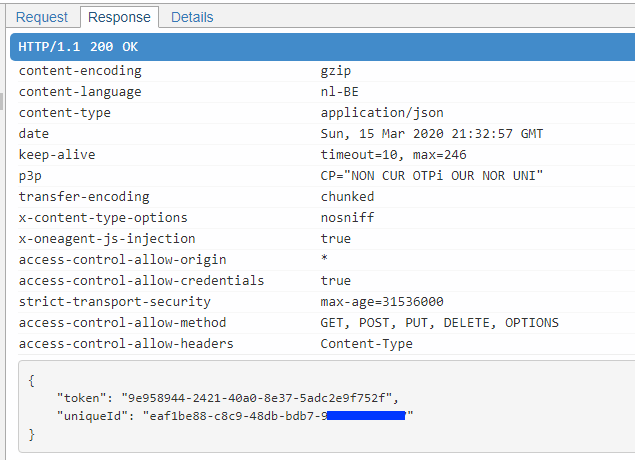 Request Response Details
HTTP/1.1 200 OK
content-encoding gzip
content-language nl-BE
content-type application/json
date Sun, 15 Mar 2020 21:32:57 GMT
keep-alive timeout=10, max=246
p3p CP="NON CUR OTPi OUR NOR UNI"
transfer-encoding chunked
x-content-type-options nosniff
x-oneagent-js-injection true
access-control-allow-origin *
access-control-allow-credentials true
strict-transport-security max-age=31536000
access-control-allow-method GET, POST, PUT, DELETE, OPTIONS
access-control-allow-headers Content-Type
{
"token": "9e958944-2421-40a0-8e37-5adc2e9f752f",
"uniqueId": "eaf1be88-c8c9-48db-bdb7-9"
}